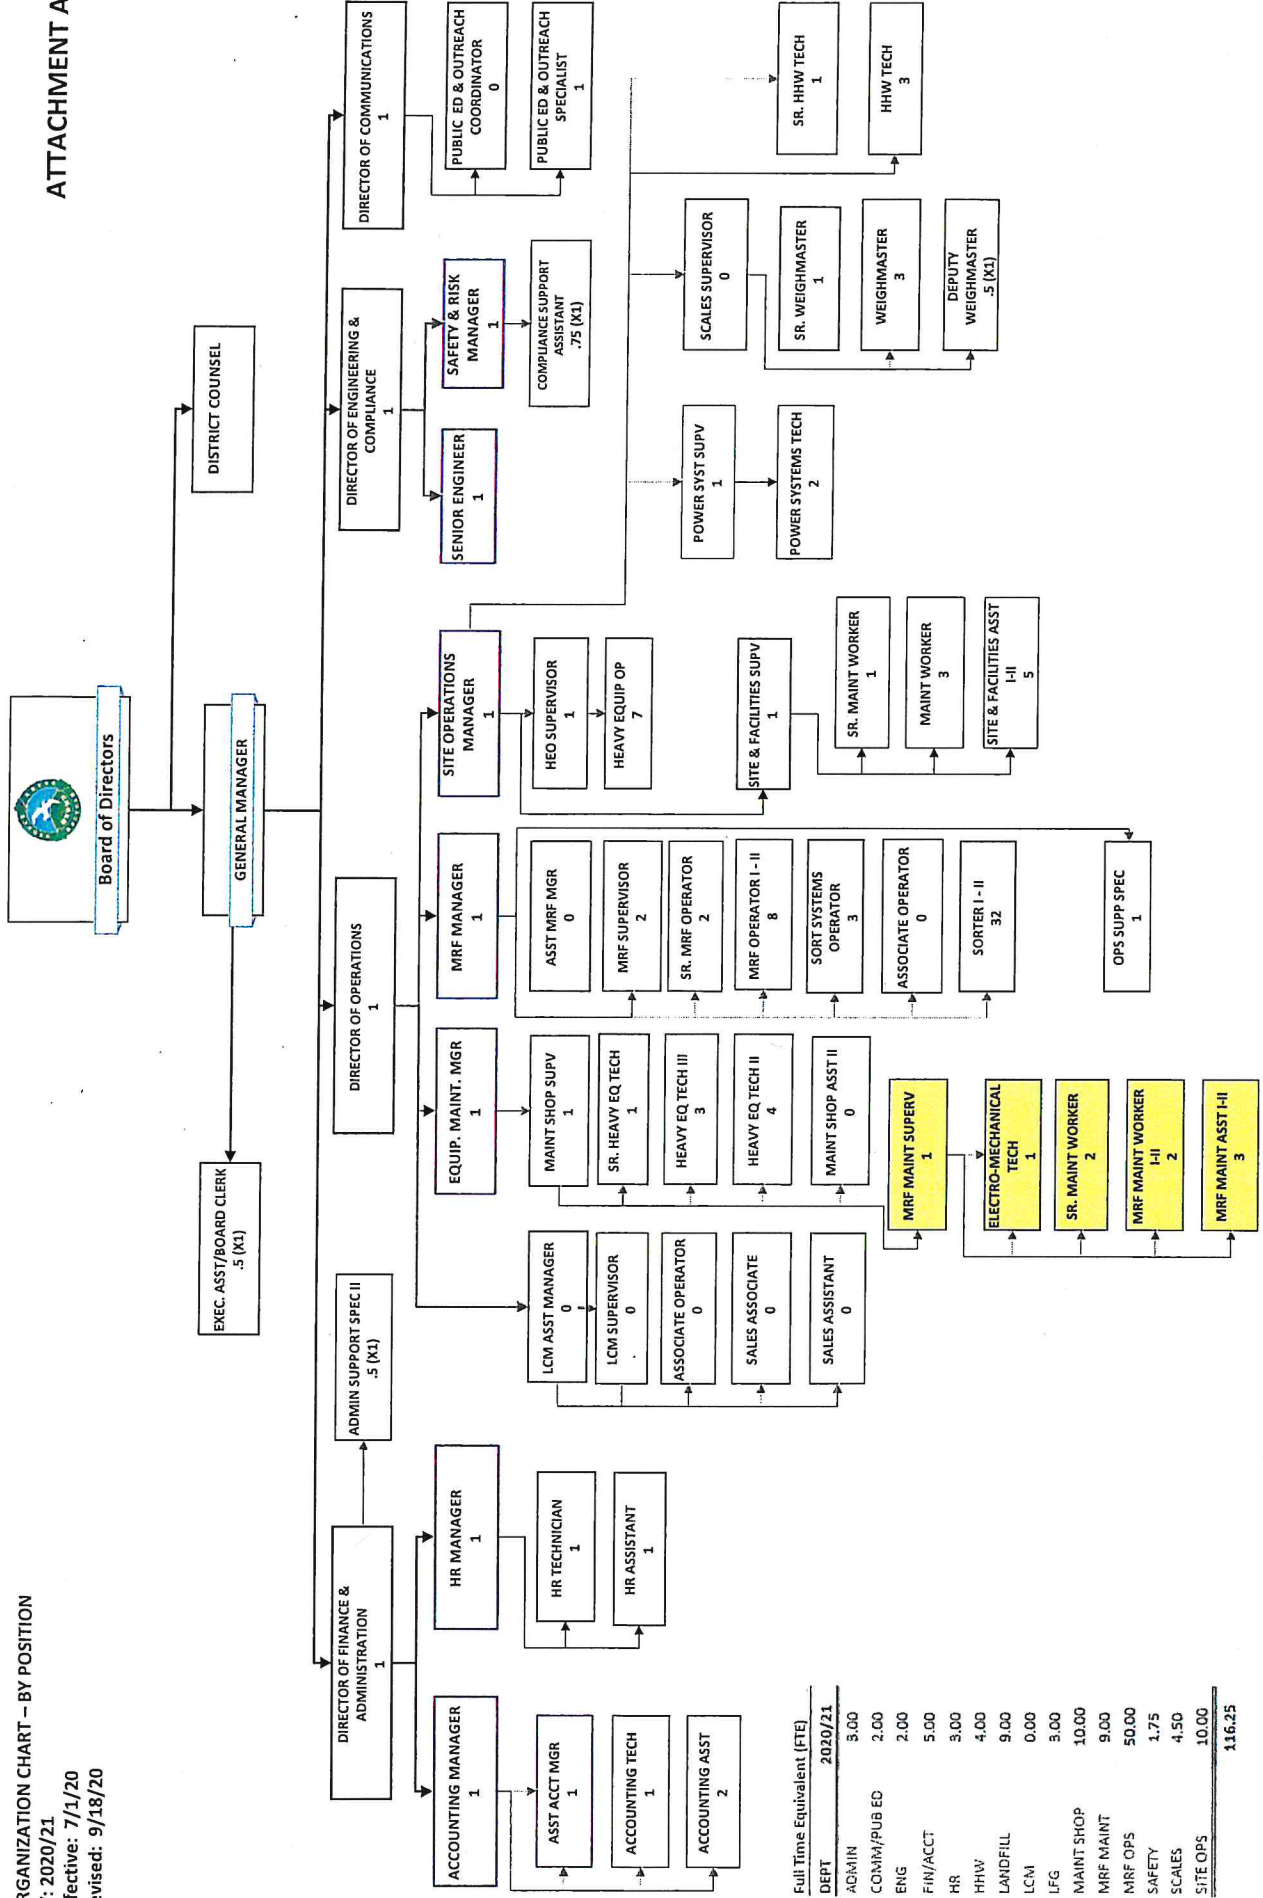 ATTACHMENT A
RGANIZATION CHART – BY POSITION
: 2020/21
fective: 7/1/20
evised: 9/18/20
Board of Directors
DISTRICT COUNSEL
GENERAL MANAGER
EXEC. ASST/BOARD CLERK
.5 (X1)
DIRECTOR OF FINANCE &
ADMINISTRATION
1
ADMIN SUPPORT SPEC II
.5 (X1)
ACCOUNTING MANAGER
1
ASST ACCT MGR
1
ACCOUNTING TECH
1
ACCOUNTING ASST
2
HR MANAGER
1
HR TECHNICIAN
1
HR ASSISTANT
1
DIRECTOR OF OPERATIONS
1
LCM ASST MANAGER
0
LCM SUPERVISOR
0
ASSOCIATE OPERATOR
0
SALES ASSOCIATE
0
SALES ASSISTANT
0
EQUIP. MAINT. MGR
1
MAINT SHOP SUPV
1
SR. HEAVY EQ TECH
1
HEAVY EQ TECH III
3
HEAVY EQ TECH II
4
MAINT SHOP ASST II
0
MRF MAINT SUPERV
1
ELECTRO-MECHANICAL
TECH
1
SR. MAINT WORKER
2
MRF MAINT WORKER
I-II
2
MRF MAINT ASST I-II
3
MRF MANAGER
1
ASST MRF MGR
0
MRF SUPERVISOR
2
SR. MRF OPERATOR
2
MRF OPERATOR I - II
8
SORT SYSTEMS
OPERATOR
3
ASSOCIATE OPERATOR
0
SORTER I - II
32
OPS SUPP SPEC
1
SITE OPERATIONS
MANAGER
1
HEO SUPERVISOR
1
HEAVY EQUIP OP
7
SITE & FACILITIES SUPV
1
SR. MAINT WORKER
1
MAINT WORKER
3
SITE & FACILITIES ASST
I-II
5
POWER SYST SUPV
1
POWER SYSTEMS TECH
2
SCALES SUPERVISOR
0
SR. WEIGHMASTER
1
WEIGHMASTER
3
DEPUTY
WEIGHMASTER
.5 (X1)
SR. HHW TECH
1
HHW TECH
3
DIRECTOR OF ENGINEERING &
COMPLIANCE
1
SENIOR ENGINEER
1
SAFETY & RISK
MANAGER
1
COMPLIANCE SUPPORT
ASSISTANT
.75 (X1)
DIRECTOR OF COMMUNICATIONS
1
PUBLIC ED & OUTREACH
COORDINATOR
0
PUBLIC ED & OUTREACH
SPECIALIST
1
Full Time Equivalent (FTE)
DEPT 2020/21
ADMIN 3.00
COMM/PUB ED 2.00
ENG 2.00
FIN/ACCT 5.00
HR 3.00
HHW 4.00
LANDFILL 9.00
LCM 0.00
LFG 3.00
MAINT SHOP 10.00
MRF MAINT 9.00
MRF OPS 50.00
SAFETY 1.75
SCALES 4.50
SITE OPS 10.00
116.25